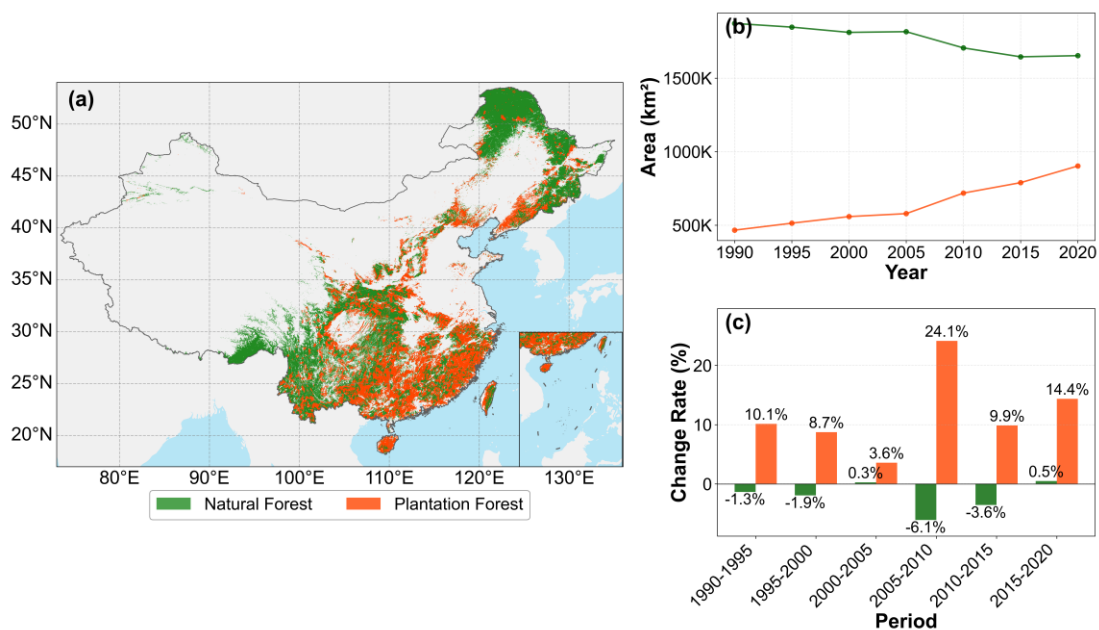 (a)
50°N
45°N
40°N
35°N
30°N
25°N
20°N
80°E 90°E 100°E 110°E 120°E 130°E
Natural Forest Plantation Forest
(b)
Area (km²)
1500K
1000K
500K
1990 1995 2000 2005 2010 2015 2020
Year
(c)
Change Rate (%)
20
10
0
10.1% 8.7% 3.6% 24.1% 9.9% 14.4%
-1.3% -1.9% 0.3% -6.1% -3.6% 0.5%
1990-1995 1995-2000 2000-2005 2005-2010 2010-2015 2015-2020
Period